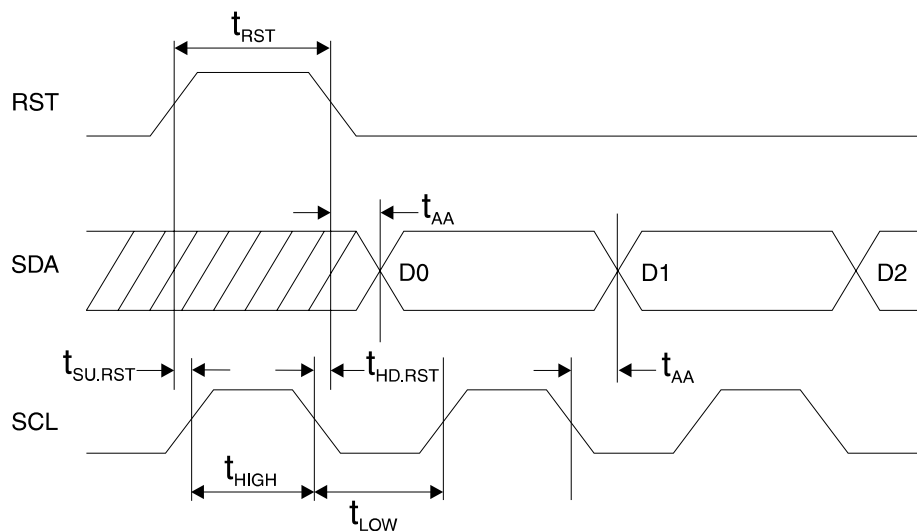 tRST
RST
tAA
SDA
D0
D1
D2
tSU.RST
tHD.RST
tAA
SCL
tHIGH
tLOW